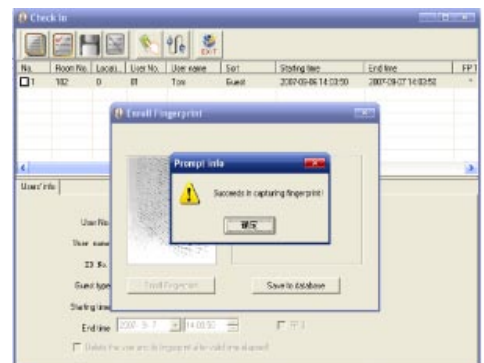 Check In
EXIT
No. Room No. Locati.. User No. User name Sort Starting time End time FP1
1 102 0 01 Tom Guest 2007-09-06 14:03:50 2007-09-07 14:03:50 *
Enroll Fingerprint
Prompt info
Succeeds in capturing fingerprint!
确定
Users' info
User No.
User name
ID No.
Guest type
Enroll Fingerprint
Save to database
Starting time
End time 2007- 9- 7 14:03:50
Delete the user and its fingerprint after valid time elapsed